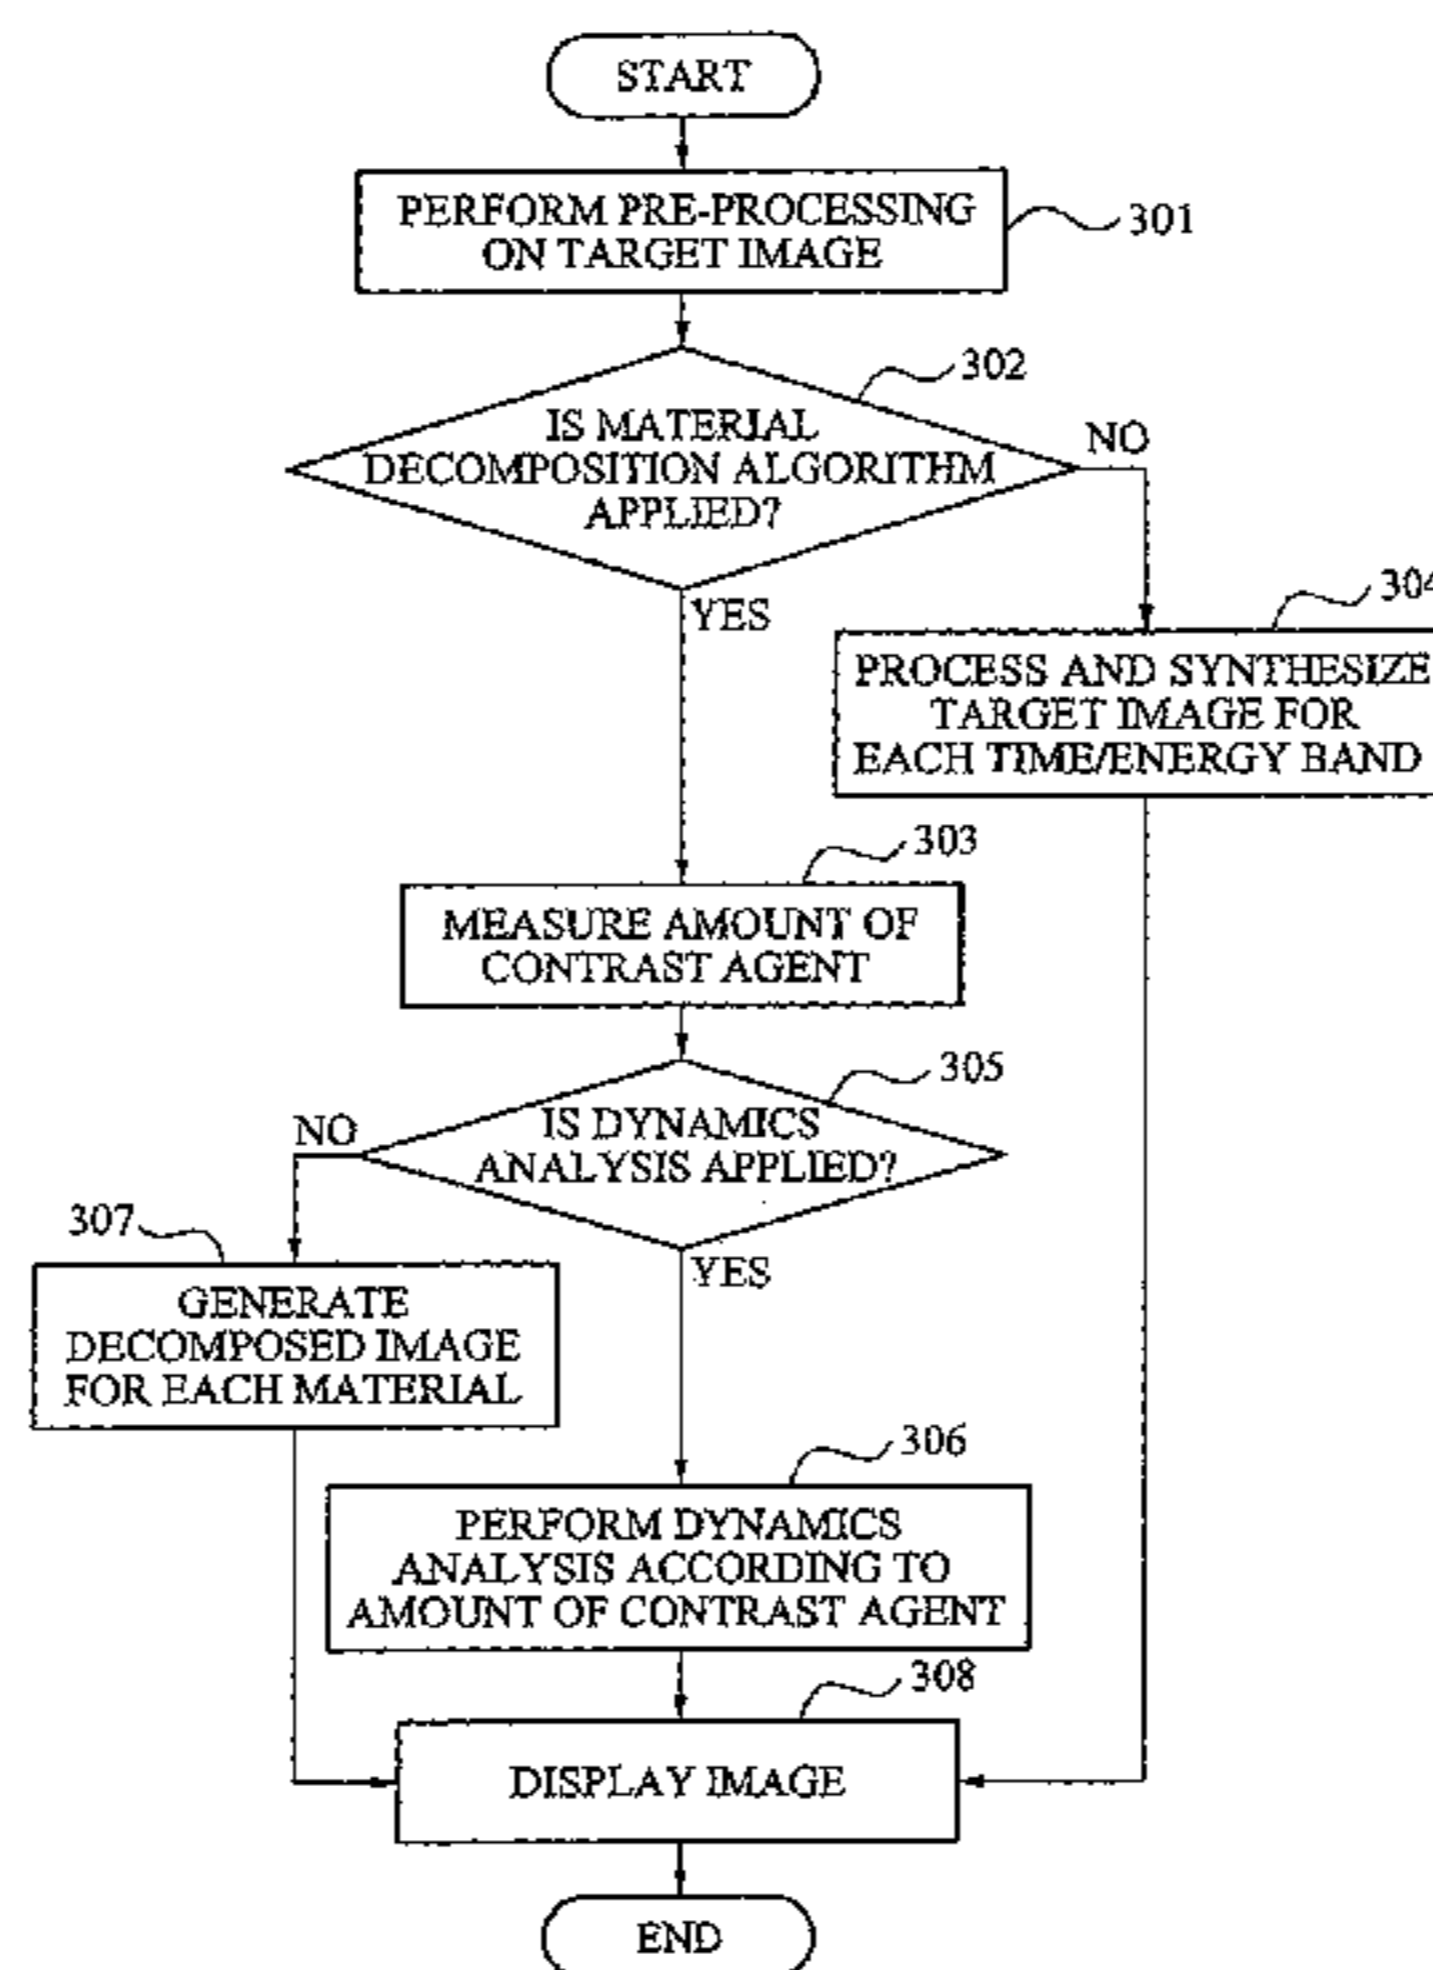 START
PERFORM PRE-PROCESSING
ON TARGET IMAGE
301
302
IS MATERIAL
DECOMPOSITION ALGORITHM
APPLIED?
NO
YES
304
PROCESS AND SYNTHESIZE
TARGET IMAGE FOR
EACH TIME/ENERGY BAND
303
MEASURE AMOUNT OF
CONTRAST AGENT
305
IS DYNAMICS
ANALYSIS APPLIED?
NO
YES
307
GENERATE
DECOMPOSED IMAGE
FOR EACH MATERIAL
306
PERFORM DYNAMICS
ANALYSIS ACCORDING TO
AMOUNT OF CONTRAST AGENT
308
DISPLAY IMAGE
END